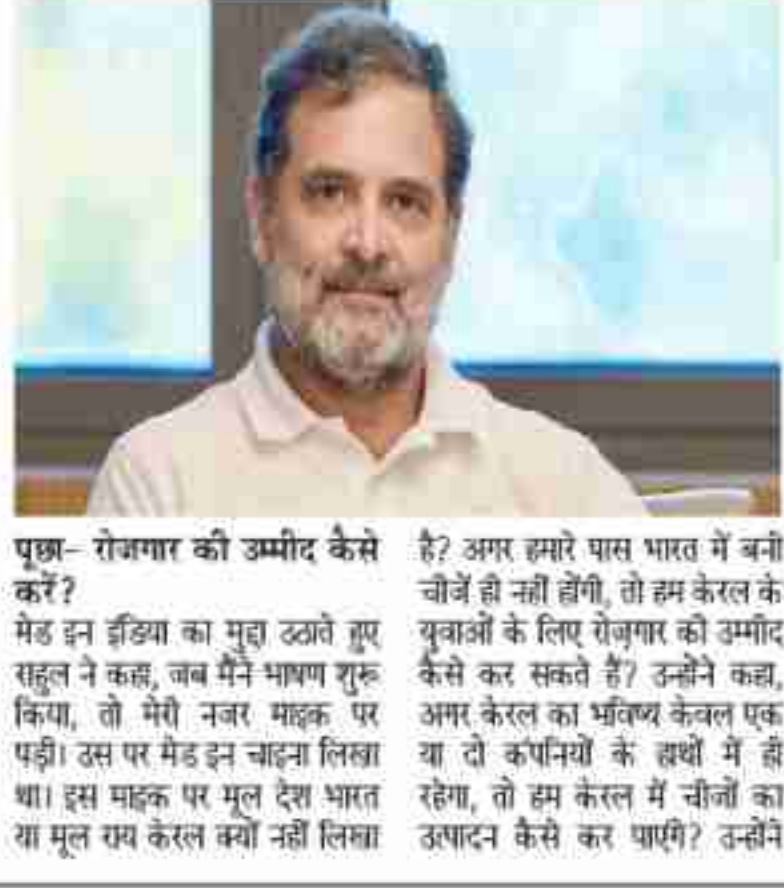 पूछा– रोजगार की उम्मीद कैसे
करें?
मेड इन इंडिया का मुद्दा उठाते हुए
राहुल ने कहा, जब मैंने भाषण शुरू
किया, तो मेरी नजर माइक पर
पड़ी। उस पर मेड इन चाइना लिखा
था। इस माइक पर मूल देश भारत
या मूल राय केरल क्यों नहीं लिखा
है? अगर हमारे पास भारत में बनी
चीजें ही नहीं होंगी, तो हम केरल के
युवाओं के लिए रोज़गार की उम्मीद
कैसे कर सकते हैं? उन्होंने कहा,
अगर केरल का भविष्य केवल एक
या दो कंपनियों के हाथों में ही
रहेगा, तो हम केरल में चीजों का
उत्पादन कैसे कर पाएंगे? उन्होंने